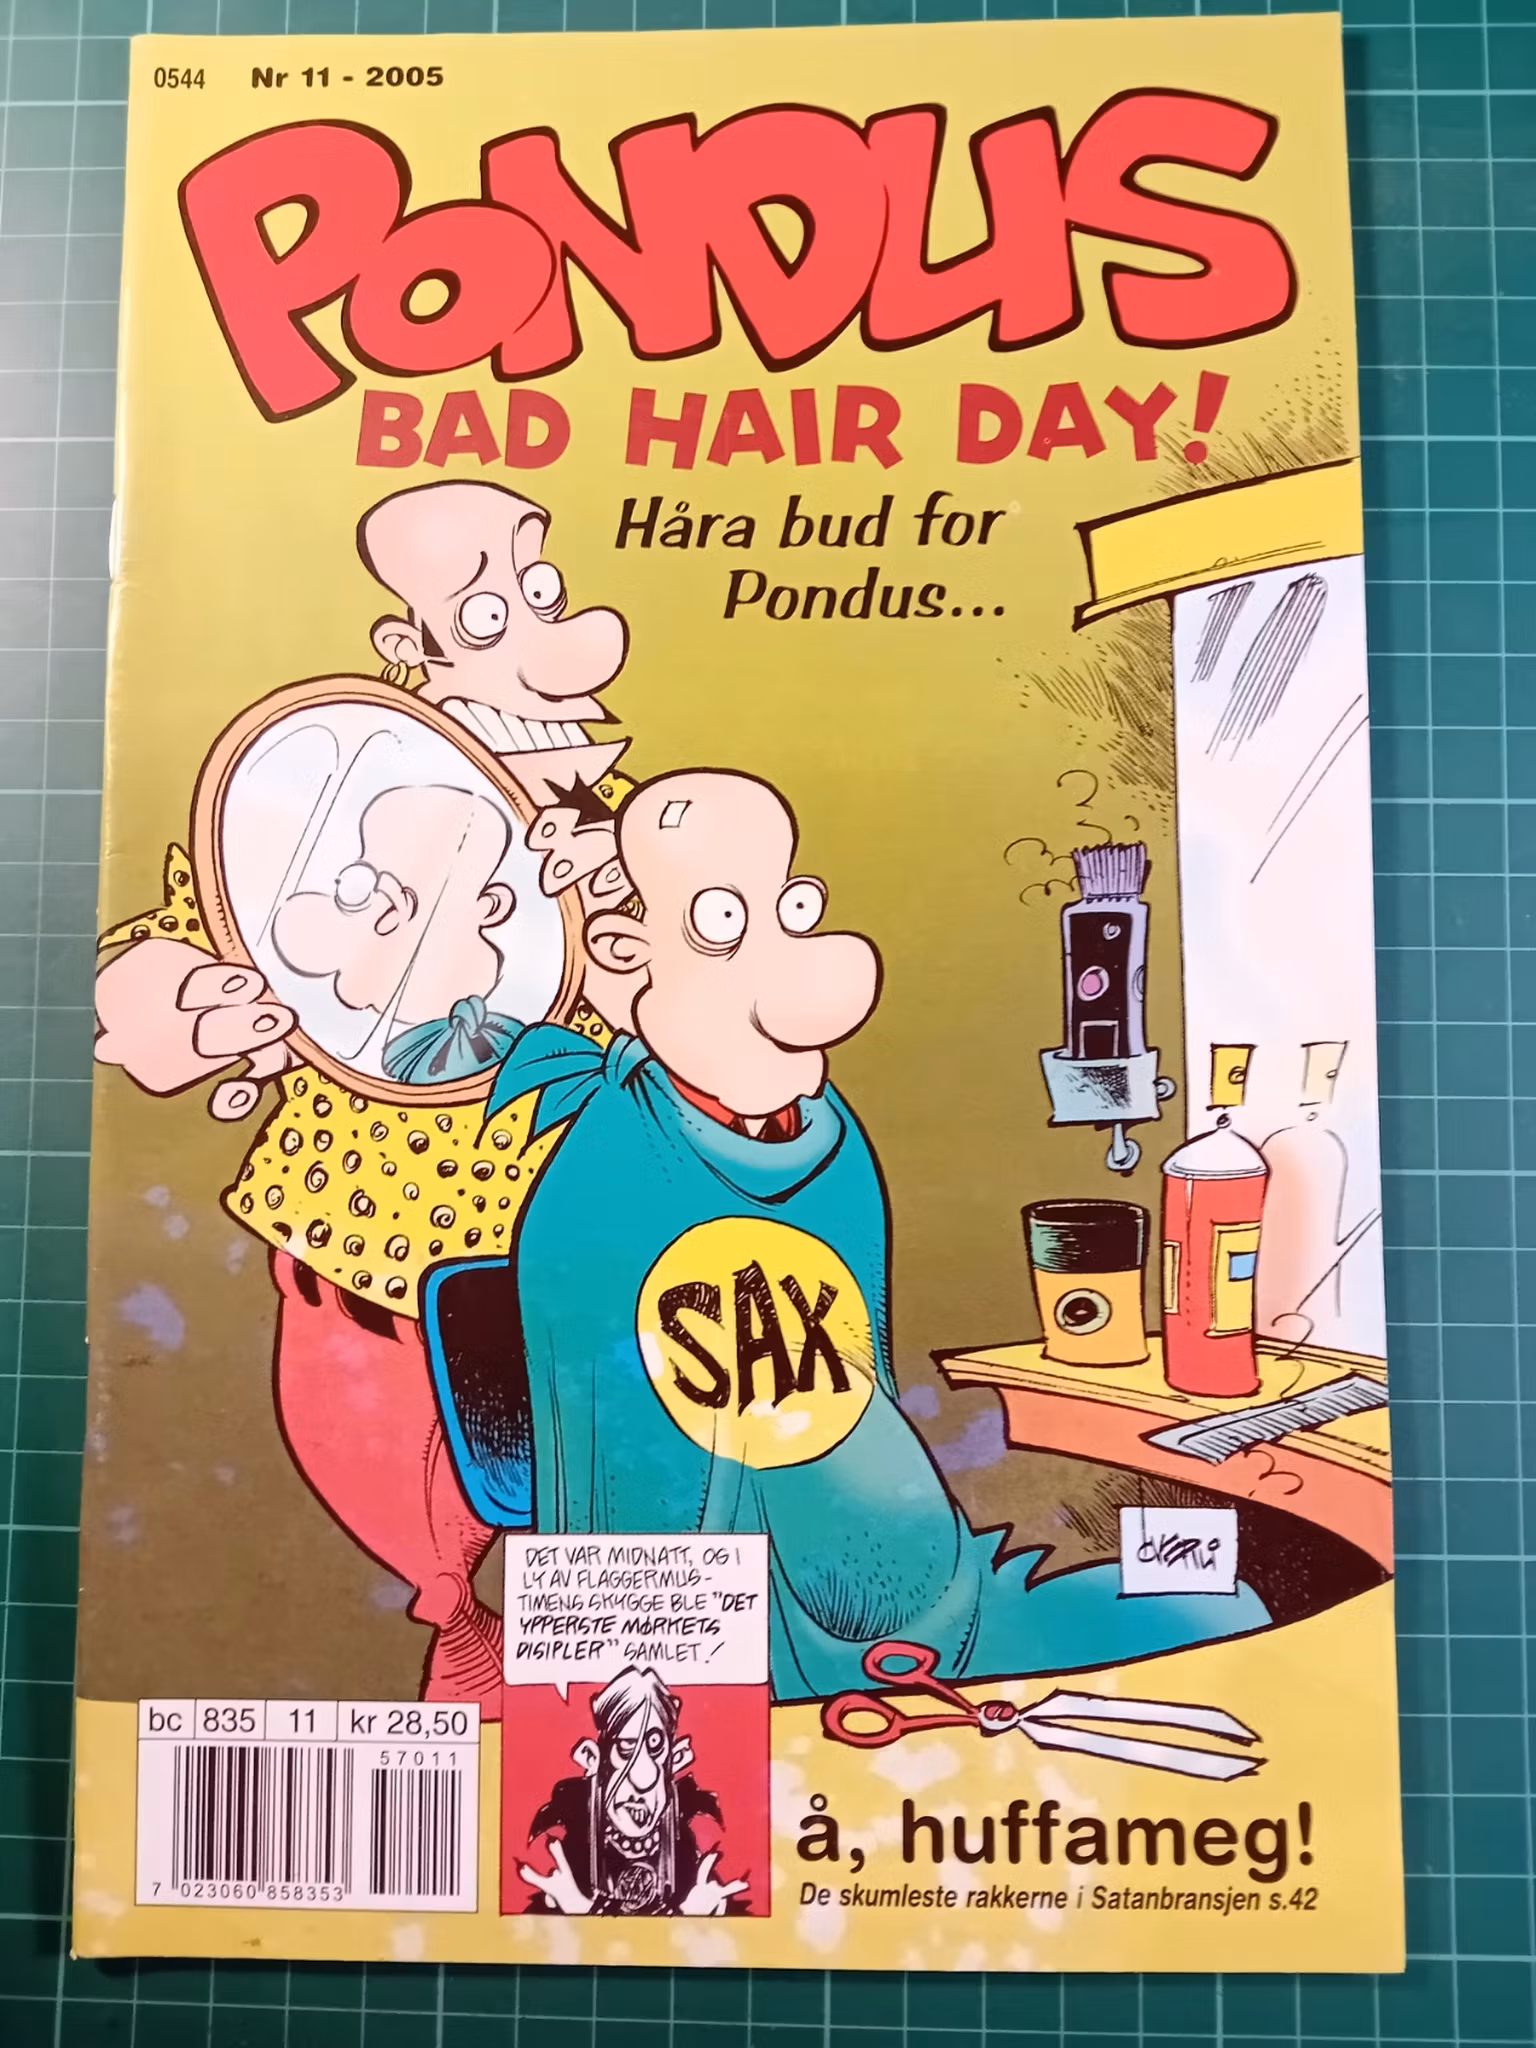 0544 Nr 11 - 2005
PONDUS
BAD HAIR DAY!
Håra bud for
Pondus...
SAX
DET VAR MIDNATT, OG I
LY AV FLAGGERMUS-
TIMENS SKYGGE BLE "DET
YPPERSTE MØRKETS
DISIPLER" SAMLET!
bc 835 11 kr 28,50
57011
7 023060 858353
å, huffameg!
De skumleste rakkerne i Satanbransjen s.42